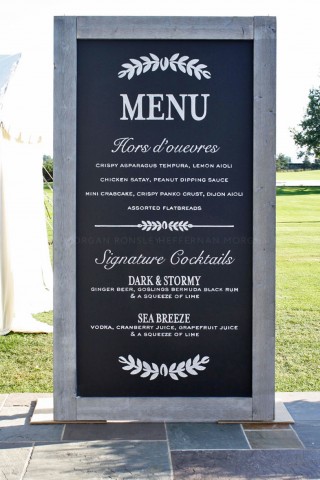 MENU
Hors d'ouevres
CRISPY ASPARAGUS TEMPURA, LEMON AIOLI
CHICKEN SATAY, PEANUT DIPPING SAUCE
MINI CRABCAKE, CRISPY PANKO CRUST, DIJON AIOLI
ASSORTED FLATBREADS
Signature Cocktails
DARK & STORMY
GINGER BEER, GOSLINGS BERMUDA BLACK RUM
& A SQUEEZE OF LIME
SEA BREEZE
VODKA, CRANBERRY JUICE, GRAPEFRUIT JUICE
& A SQUEEZE OF LIME